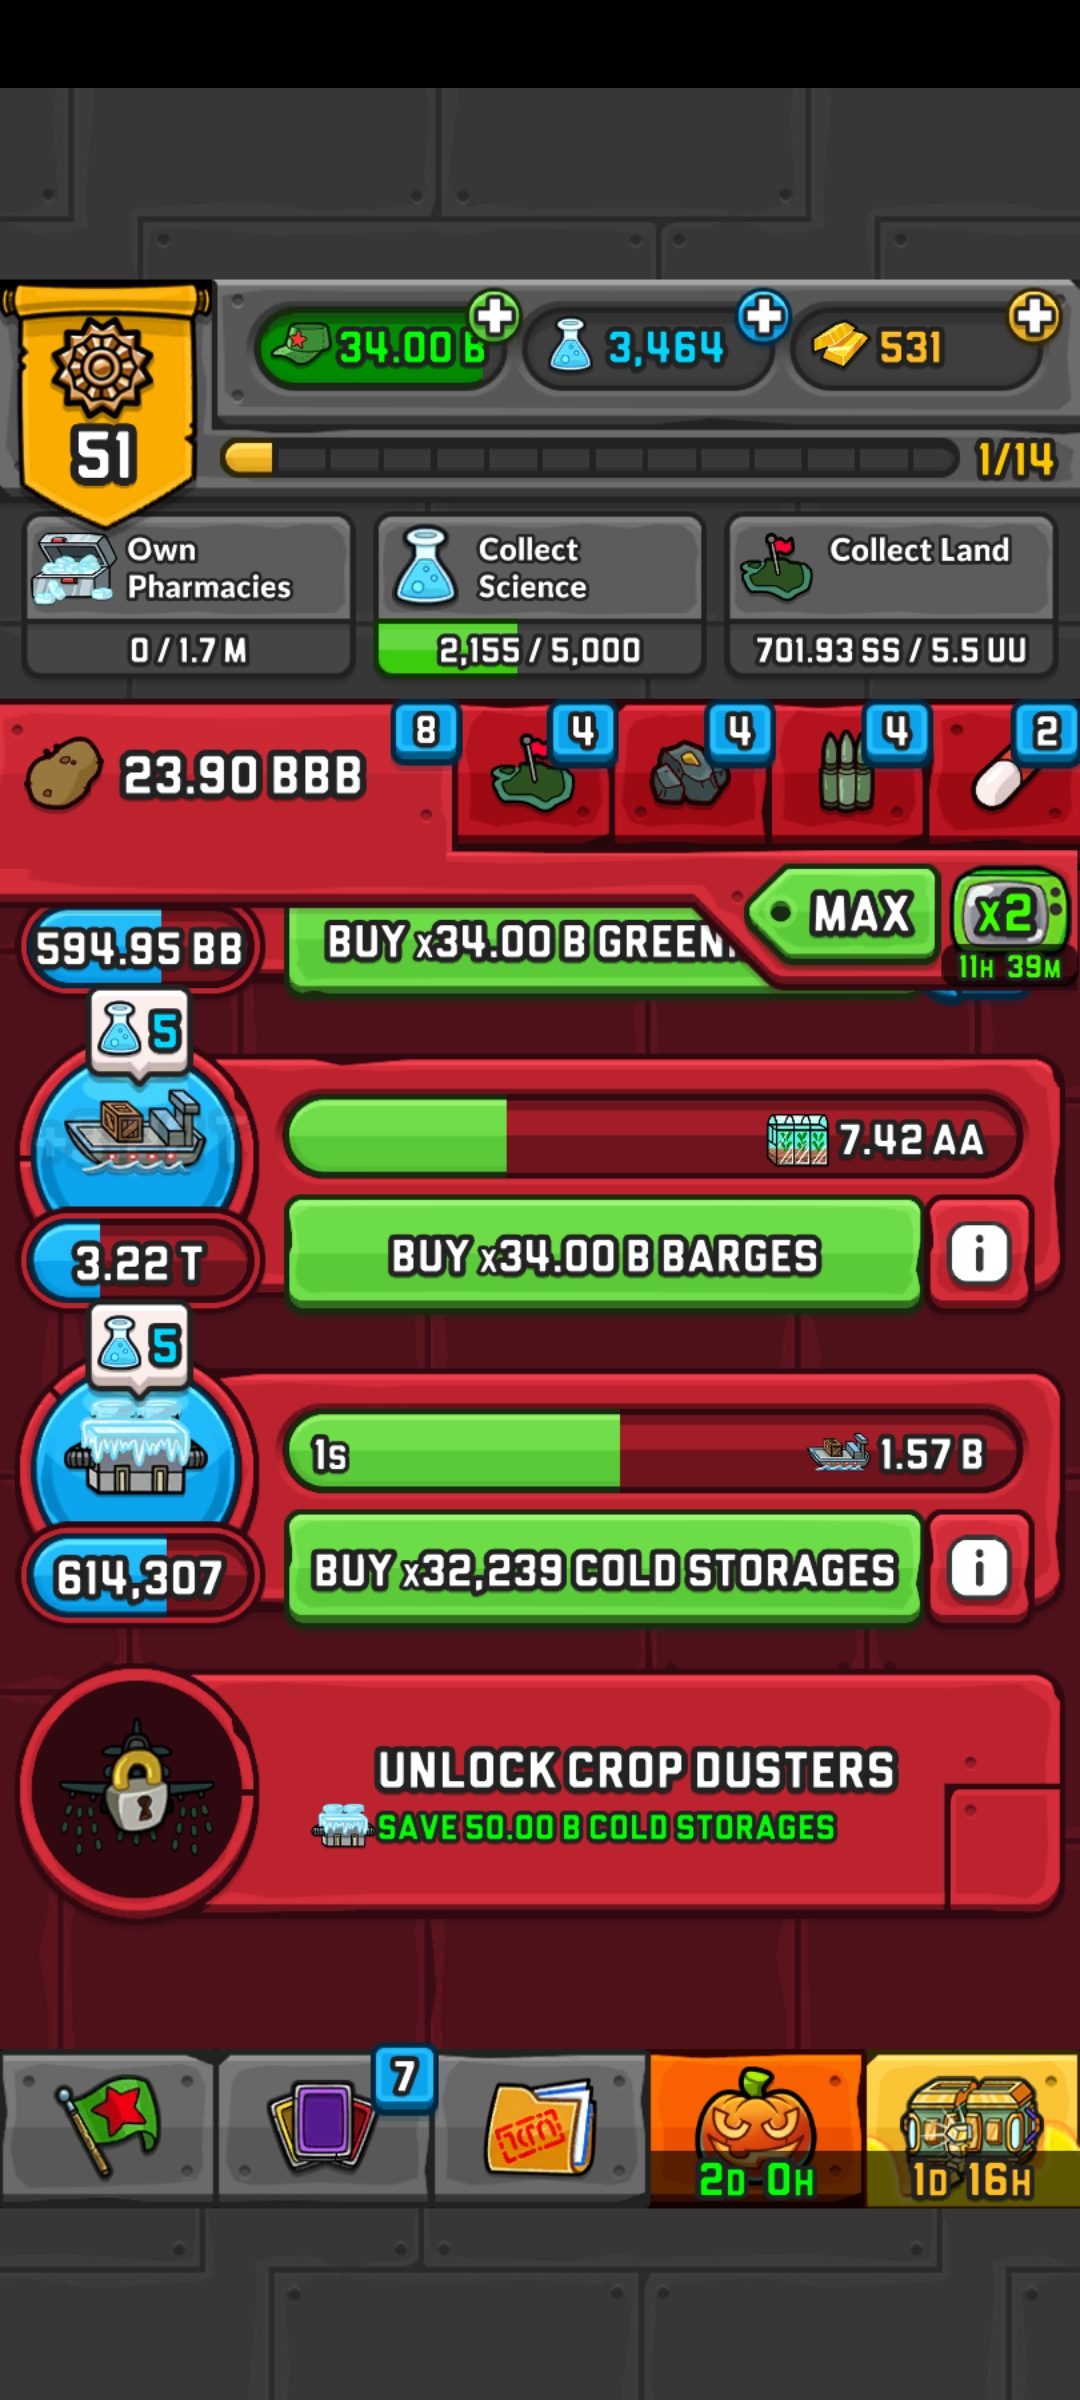 34.00 B
3,464
531
51
1/14
Own
Pharmacies
0 / 1.7 M
Collect
Science
2,155 / 5,000
Collect Land
701.93 SS / 5.5 UU
23.90 BBB
8
4
4
4
2
MAX
x2
11H 39M
594.95 BB
BUY x34.00 B
5
7.42 AA
3.22 T
BUY x34.00 B BARGES
5
1s
1.57 B
614,307
BUY x32,239 COLD STORAGES
UNLOCK CROP DUSTERS
SAVE 50.00 B COLD STORAGES
7
2D 0H
1D 16H